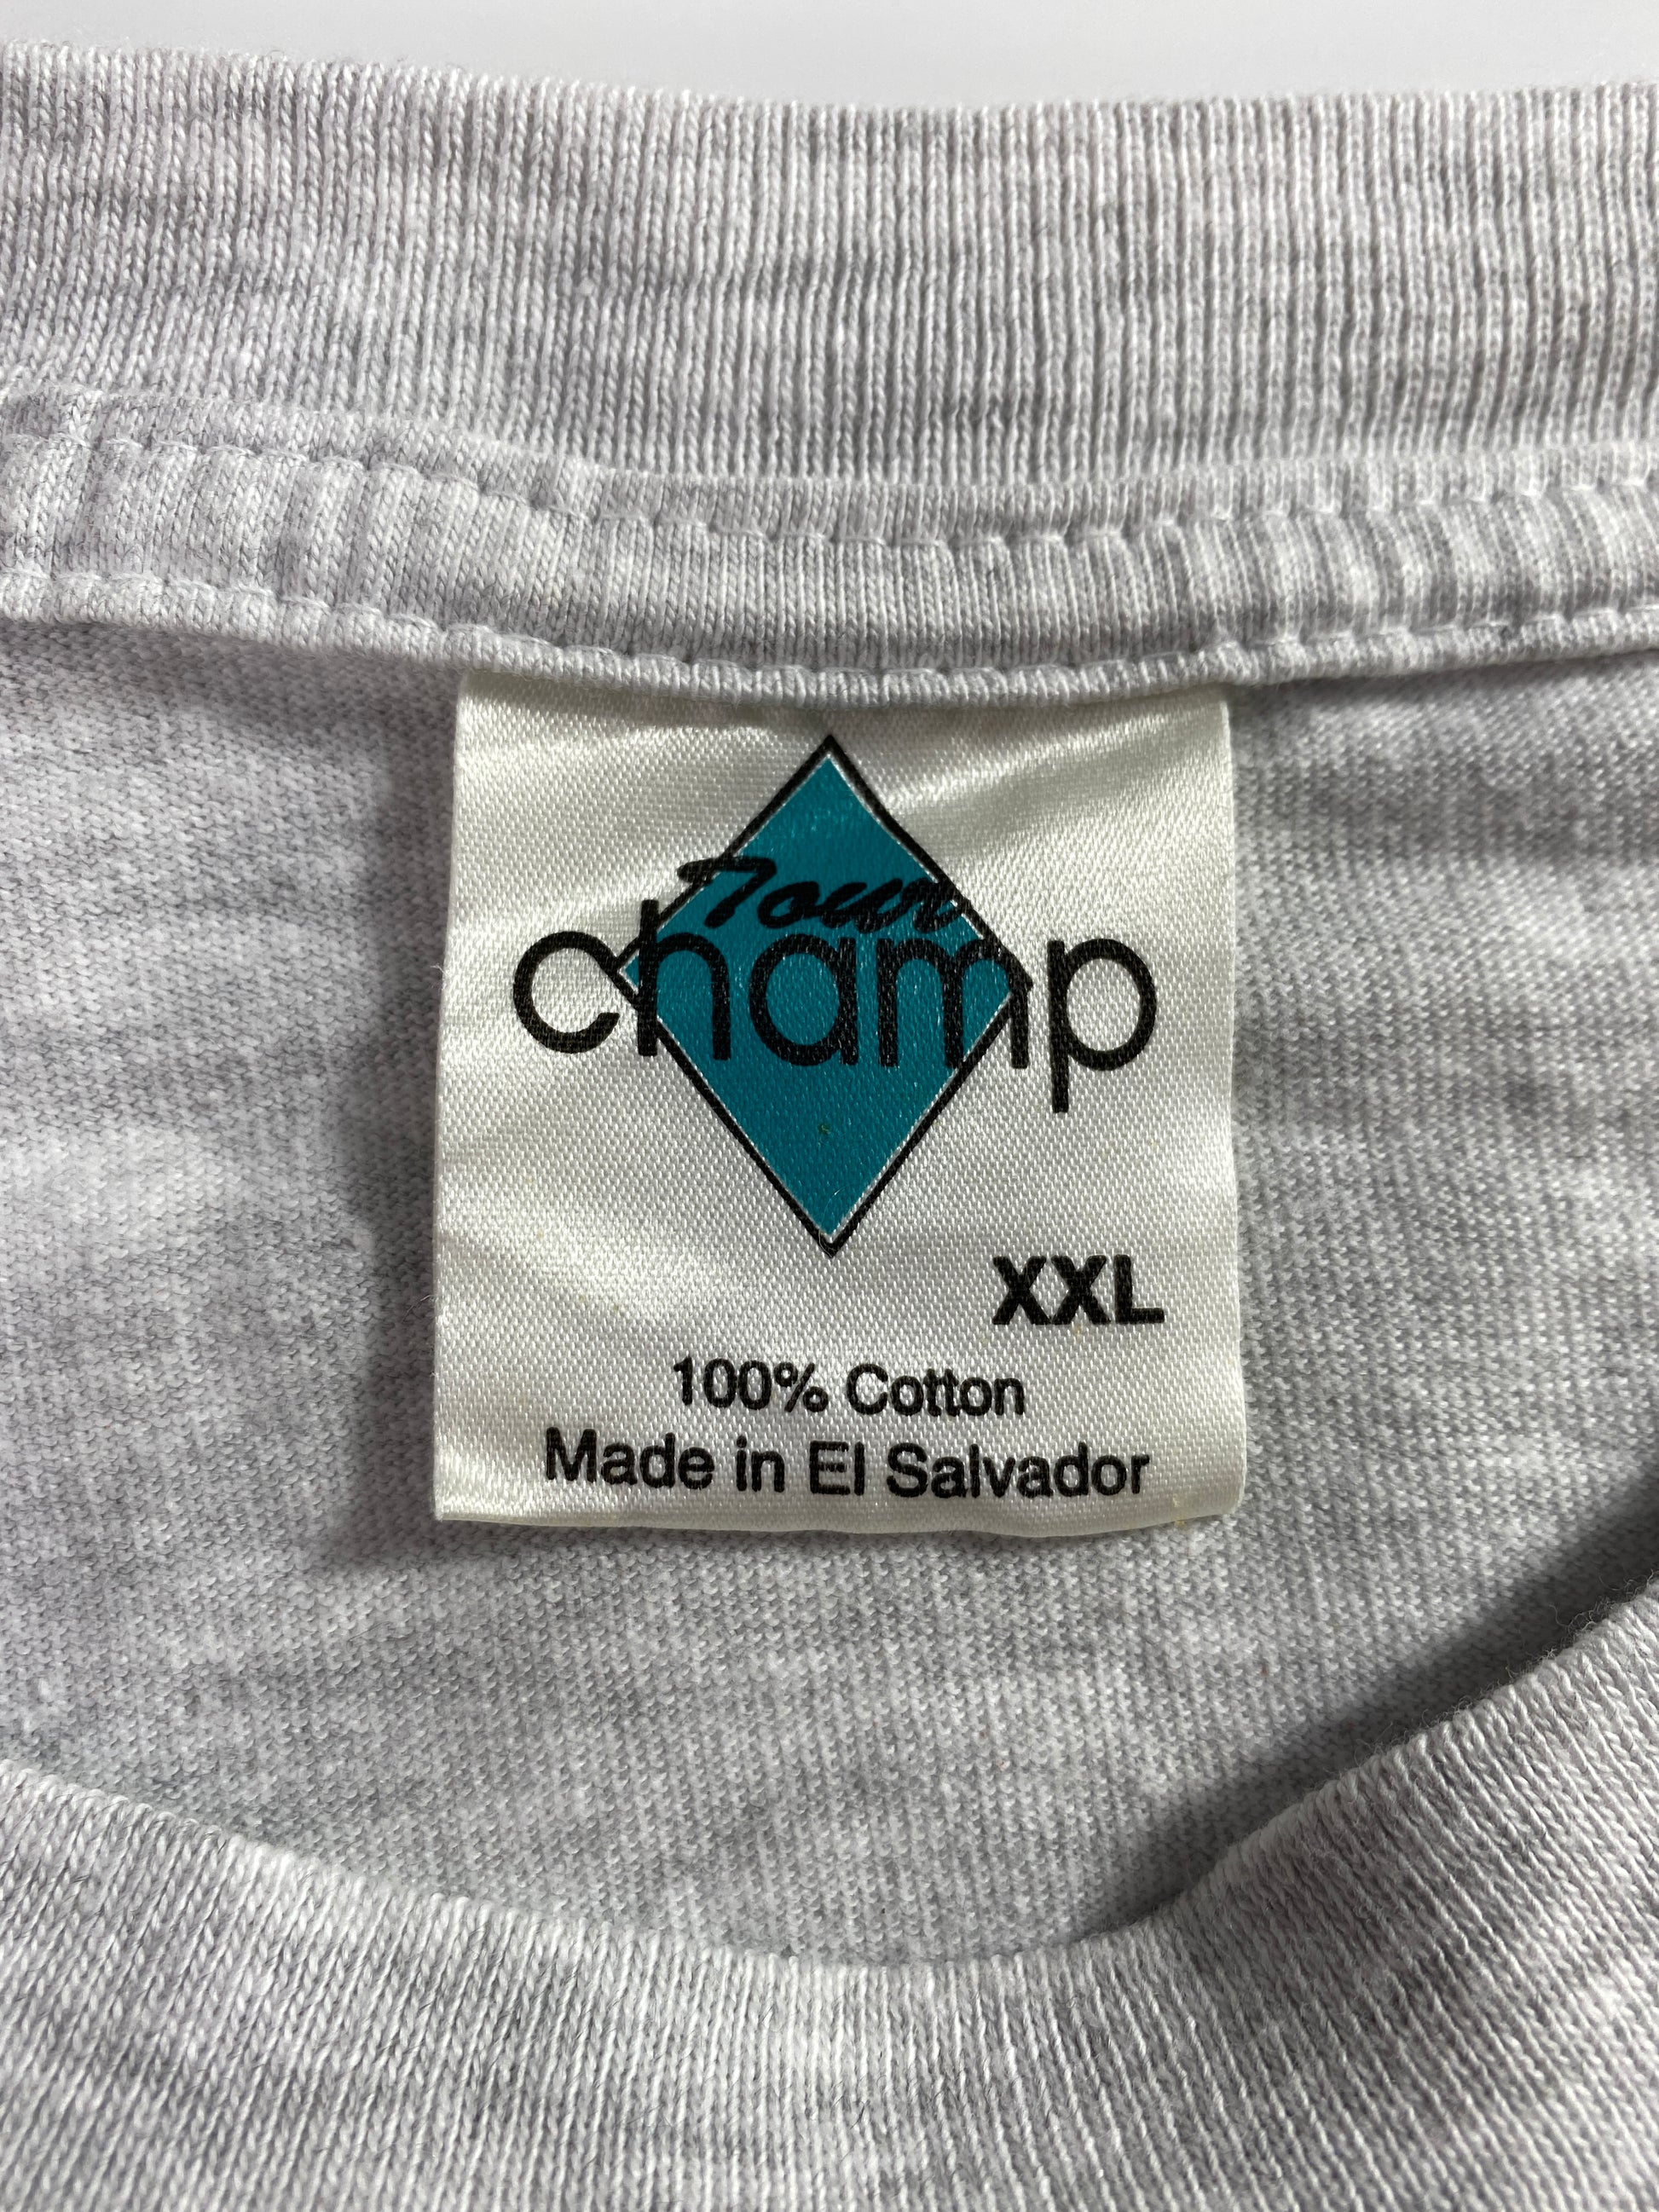 Tour
champ
XXL
100% Cotton
Made in El Salvador